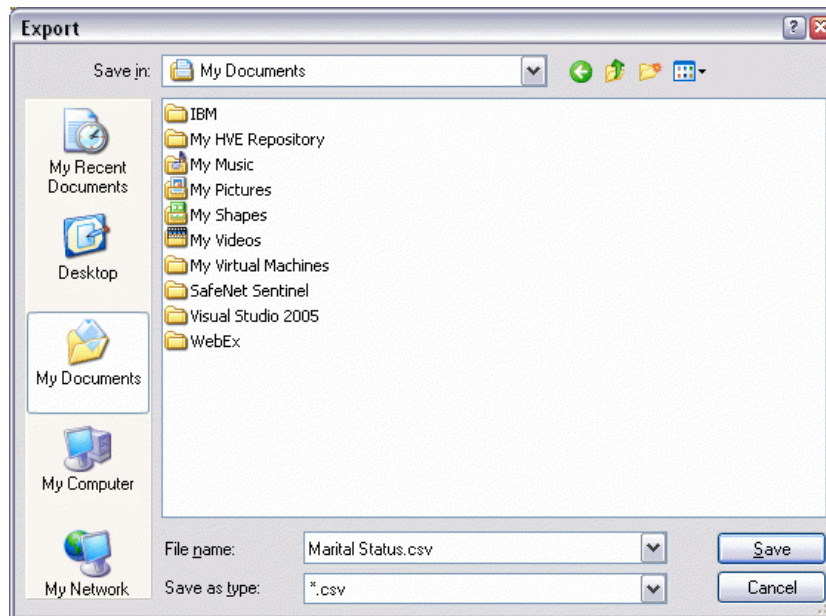 Export
Save in:
My Documents
My Recent
Documents
Desktop
My Documents
My Computer
My Network
IBM
My HVE Repository
My Music
My Pictures
My Shapes
My Videos
My Virtual Machines
SafeNet Sentinel
Visual Studio 2005
WebEx
File name:
Marital Status.csv
Save
Save as type:
*.csv
Cancel